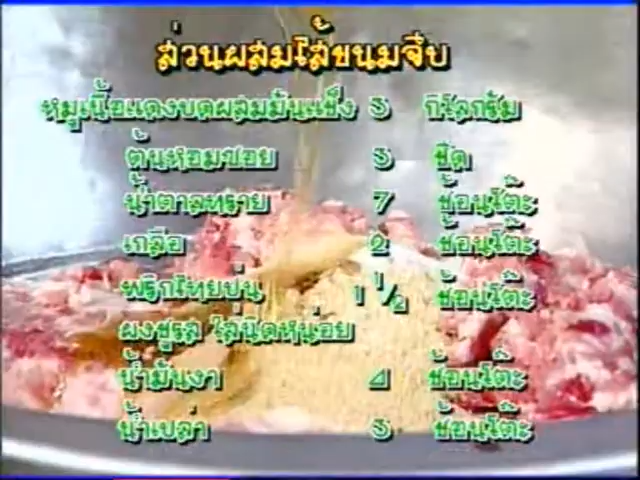 ส่วนผสมไส้ขนมจีบ
หมูเนื้อแดงบดผสมมันแข็ง 5 กิโลกรัม
ต้นหอมซอย 5 ขีด
น้ำตาลทราย 7 ช้อนโต๊ะ
เกลือ 2 ช้อนโต๊ะ
พริกไทยป่น 1 1/2 ช้อนโต๊ะ
ผงชูรส ใส่นิดหน่อย
น้ำมันงา 4 ช้อนโต๊ะ
น้ำเปล่า 5 ช้อนโต๊ะ